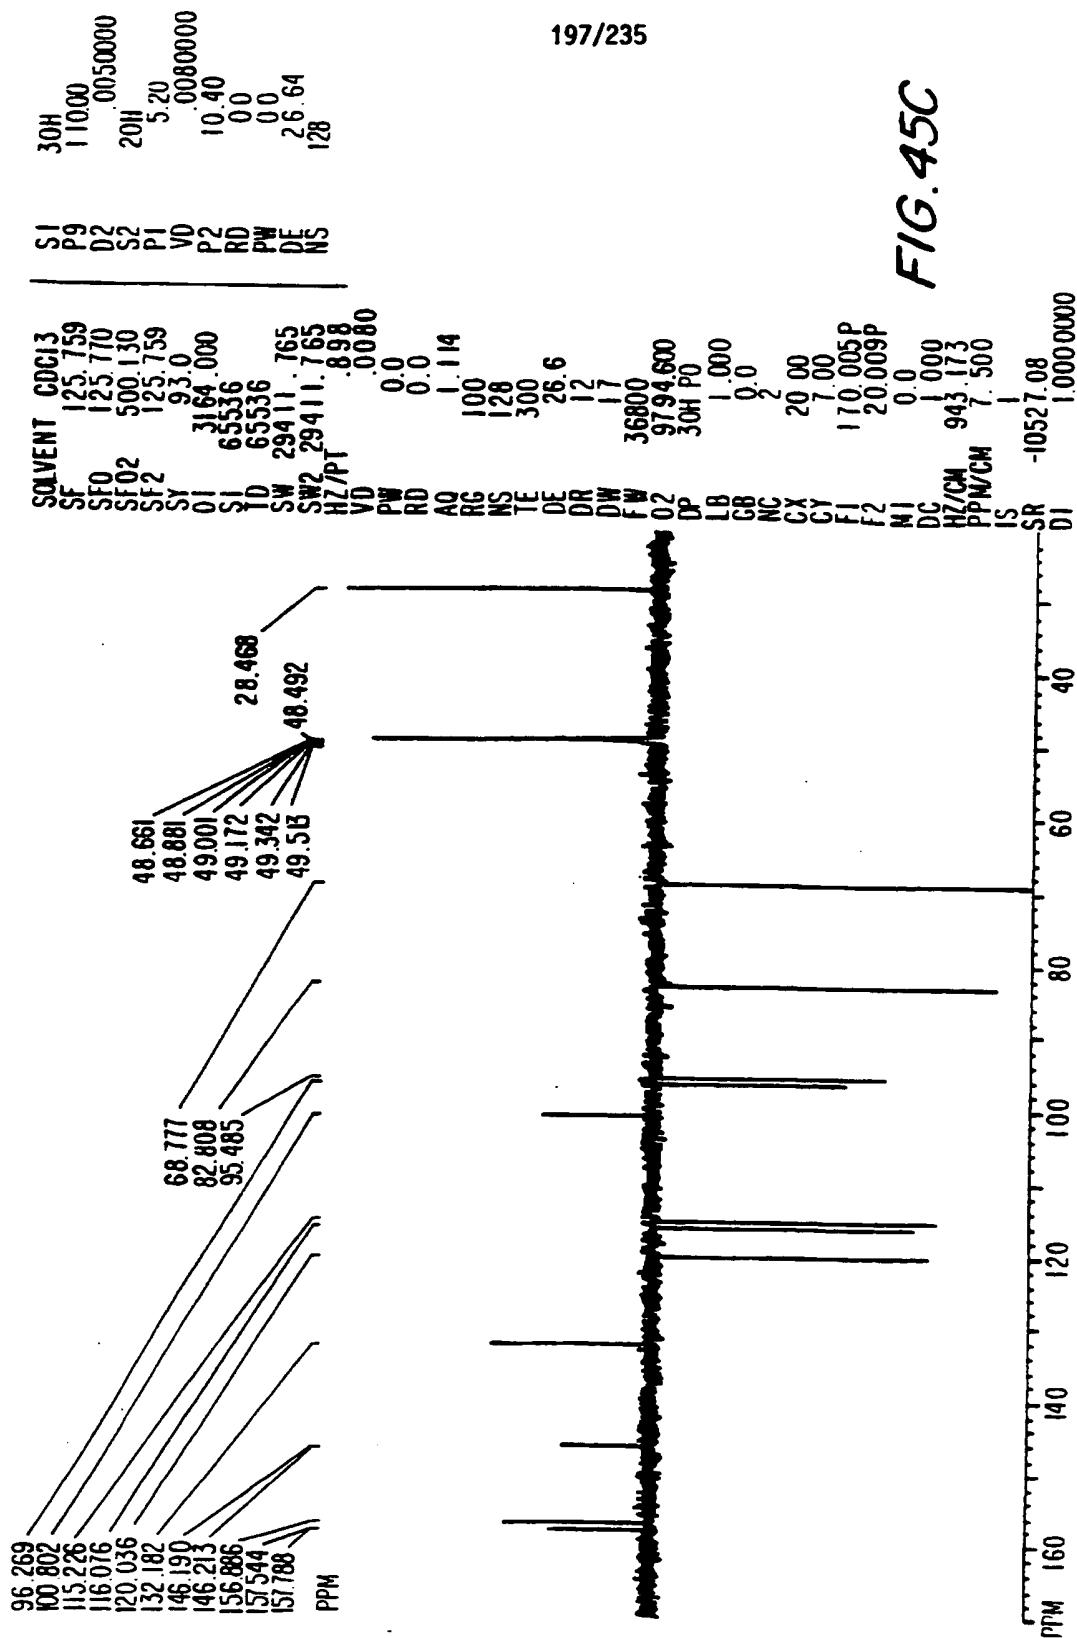 197/235
96.269
100.802
115.226
116.076
120.036
132.182
146.190
146.213
156.886
157.544
157.788
PPM
68.777
82.808
95.485
48.661
48.881
49.001
49.172
49.342
49.513
48.492
28.468
PPM 160 140 120 100 80 60 40
SOLVENT CDCl3
SF 125.759
SFO 125.770
SFO2 500.130
SF2 125.759
SY 93.0
O1 3164.000
SI 65536
TD 65536
SW 29411.765
SW2 29411.765
HZ/PT .898
VD .0080
PW 0.0
RD 0.0
AQ 1.114
RG 100
NS 128
TE 300
DE 26.6
DR 12
DW 17
FW 36800
O2 9794.600
DP 30H PO
LB 1.000
GB 0.0
NC 2
CX 20.00
CY 7.00
F1 170.005P
F2 20.009P
MI 0.0
DC 1.000
HZ/CM 943.173
PPM/CM 7.500
IS 1
SR -10527.08
DI 1.0000000
S1 30H
P9 110.00
D2 .0050000
S2 20H
P1 5.20
VD .0080000
P2 10.40
RD 0.0
PW 0.0
DE 26.64
NS 128
FIG. 45C